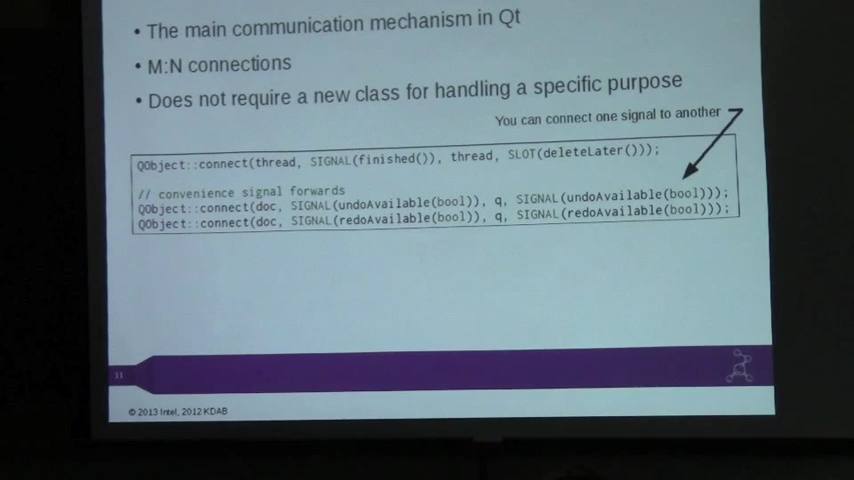 • The main communication mechanism in Qt
• M:N connections
• Does not require a new class for handling a specific purpose
You can connect one signal to another
QObject::connect(thread, SIGNAL(finished()), thread, SLOT(deleteLater()));
// convenience signal forwards
QObject::connect(doc, SIGNAL(undoAvailable(bool)), q, SIGNAL(undoAvailable(bool)));
QObject::connect(doc, SIGNAL(redoAvailable(bool)), q, SIGNAL(redoAvailable(bool)));
11
© 2013 Intel, 2012 KDAB